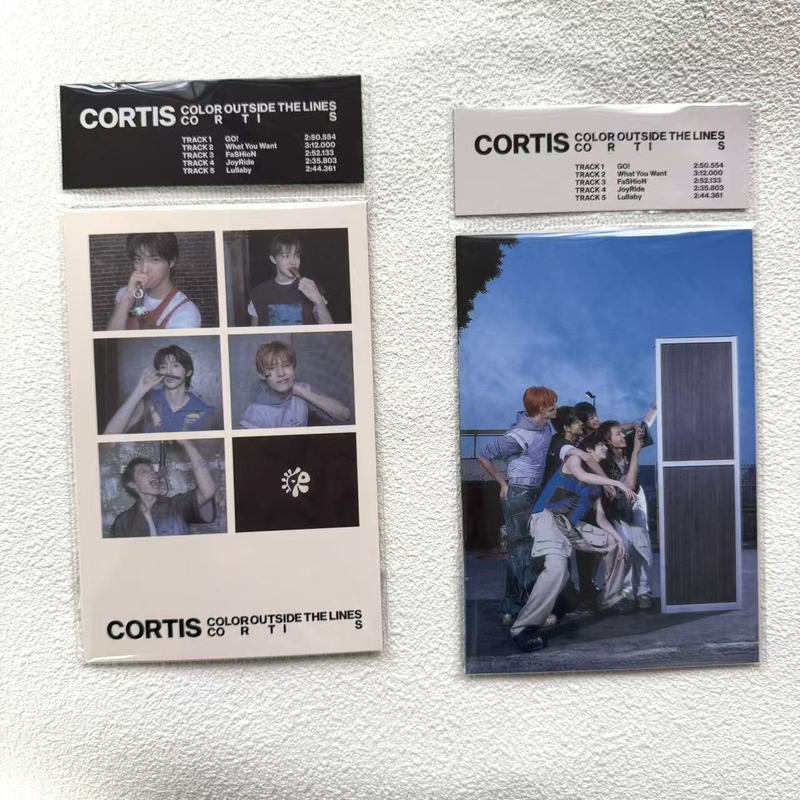 CORTIS COLOR OUTSIDE THE LINES
CO R T I S
TRACK 1 GO! 2:50.554
TRACK 2 What You Want 3:12.000
TRACK 3 FaSHioN 2:52.133
TRACK 4 JoyRide 2:35.803
TRACK 5 Lullaby 2:44.361
CORTIS COLOR OUTSIDE THE LINES
CO R T I S
CORTIS COLOR OUTSIDE THE LINES
CO R T I S
TRACK 1 GO! 2:50.554
TRACK 2 What You Want 3:12.000
TRACK 3 FaSHioN 2:52.133
TRACK 4 JoyRide 2:35.803
TRACK 5 Lullaby 2:44.361